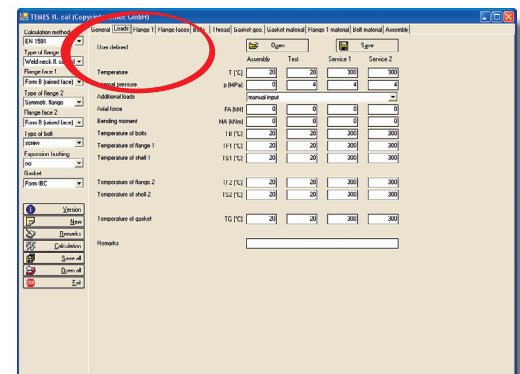 TEMES fl. cal (Copyright GmbH)
General Loads Flange 1 Flange faces Bolts Thread Gasket geo. Gasket material Flange 1 material Bolt material Assembly
Calculation method
EN 1591
Type of flange
Weld neck fl.
Flange face 1
Form B (raised face)
Type of flange 2
Symmetr. flange
Flange face 2
Form B (raised face)
Type of bolt
screw
Expansion bushing
no
Gasket
Form IBC
Version
New
Remarks
Calculation
Save all
Open all
Exit
User defined Open Save
Assembly Test Service 1 Service 2
Temperature T [°C] 20 20 300 300
Internal pressure p [MPa] 0 4 4 4
Additional loads manual input
Axial force FA [kN] 0 0 0 0
Bending moment MA [kNm] 0 0 0 0
Temperature of bolts TB [°C] 20 20 300 300
Temperature of flange 1 TF1 [°C] 20 20 300 300
Temperature of shell 1 TS1 [°C] 20 20 300 300
Temperature of flange 2 TF2 [°C] 20 20 300 300
Temperature of shell 2 TS2 [°C] 20 20 300 300
Temperature of gasket TG [°C] 20 20 300 300
Remarks